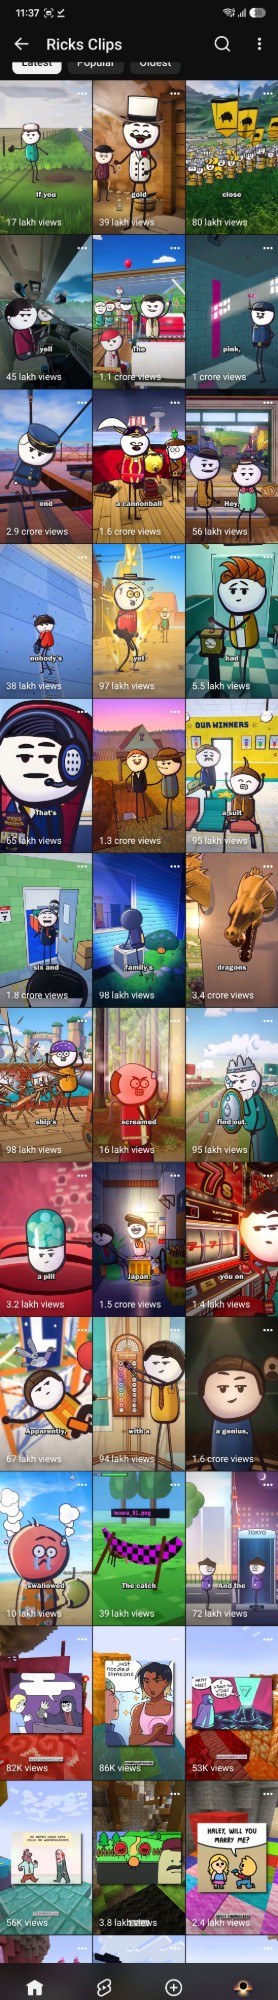 11:37
Ricks Clips
Latest
Popular
Oldest
If you
17 lakh views
gold
39 lakh views
close
80 lakh views
yell
45 lakh views
The
1.1 crore views
pink,
1 crore views
end
2.9 crore views
a cannonball
1.6 crore views
Hey,
56 lakh views
nobody's
38 lakh views
yet
97 lakh views
had
5.5 lakh views
That's
65 lakh views
1.3 crore views
OUR WINNERS
a suit
95 lakh views
six and
1.8 crore views
family's
98 lakh views
dragons
3.4 crore views
ship's
98 lakh views
screamed
16 lakh views
find out.
95 lakh views
a pill
3.2 lakh views
Japan,
1.5 crore views
7s
you on
1.4 lakh views
Apparently,
67 lakh views
with a
94 lakh views
a genius,
1.6 crore views
swallowed
10 lakh views
banana_01.png
The catch
39 lakh views
TOKYO
And the
72 lakh views
82K views
I just
needed
someone
86K views
53K views
56K views
3.8 lakh views
HALEY, WILL YOU
MARRY ME?
2.4 lakh views